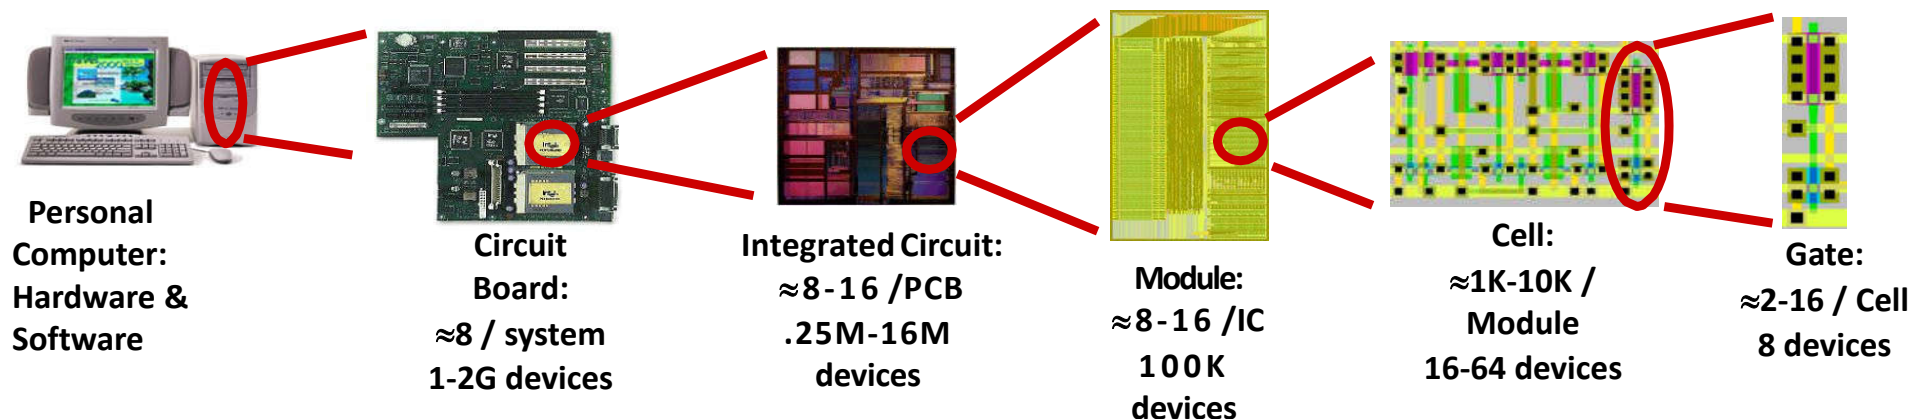 Personal
Computer:
Hardware &
Software
Circuit
Board:
≈8 / system
1-2G devices
Integrated Circuit:
≈8-16 /PCB
.25M-16M
devices
Module:
≈8-16 /IC
100K
devices
Cell:
≈1K-10K /
Module
16-64 devices
Gate:
≈2-16 / Cell
8 devices